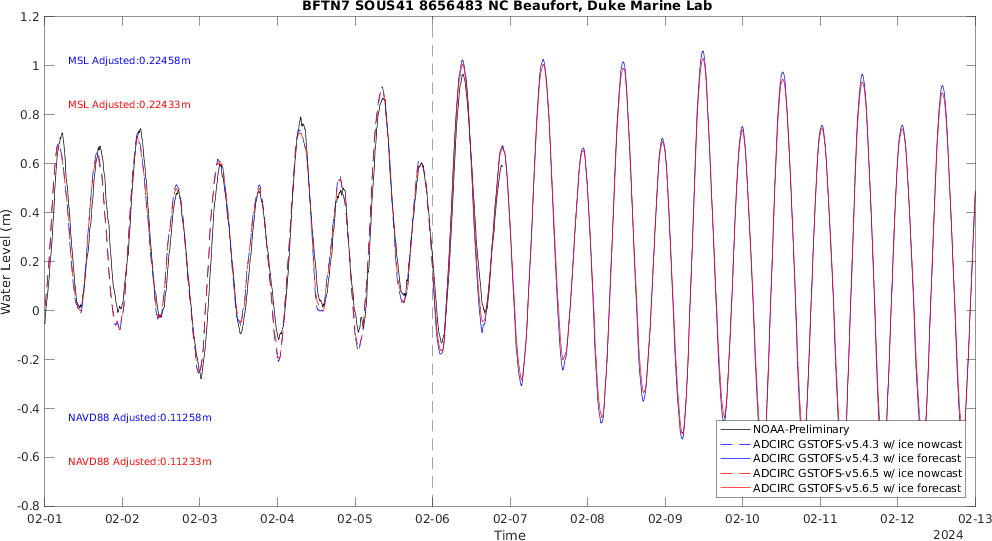 BFTN7 SOUS41 8656483 NC Beaufort, Duke Marine Lab
1.2
1
0.8
0.6
0.4
0.2
0
-0.2
-0.4
-0.6
-0.8
Water Level (m)
MSL Adjusted:0.22458m
MSL Adjusted:0.22433m
NAVD88 Adjusted:0.11258m
NAVD88 Adjusted:0.11233m
NOAA-Preliminary
ADCIRC GSTOFS-v5.4.3 w/ ice nowcast
ADCIRC GSTOFS-v5.4.3 w/ ice forecast
ADCIRC GSTOFS-v5.6.5 w/ ice nowcast
ADCIRC GSTOFS-v5.6.5 w/ ice forecast
02-01 02-02 02-03 02-04 02-05 02-06 02-07 02-08 02-09 02-10 02-11 02-12 02-13
Time
2024